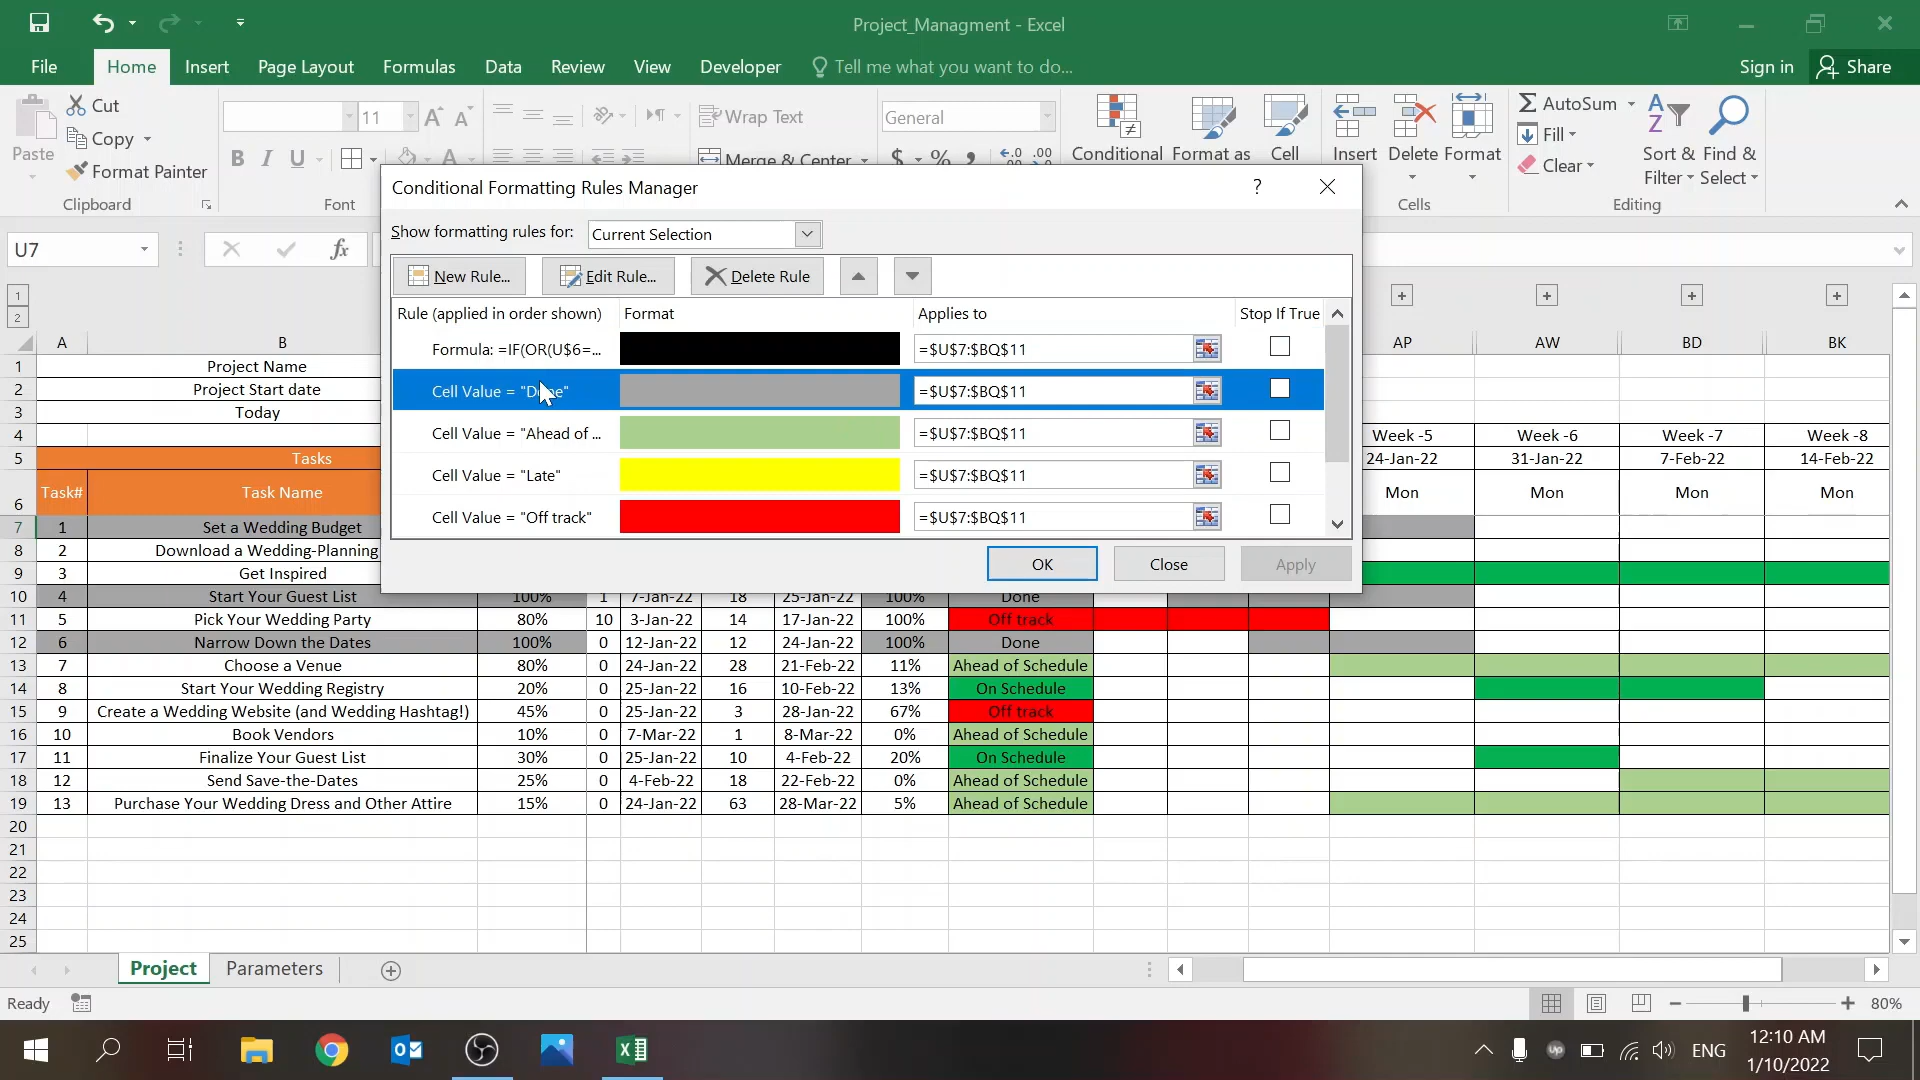 Project_Managment - Excel
File Home Insert Page Layout Formulas Data Review View Developer Tell me what you want to do... Sign in Share
Paste Cut Copy Format Painter Clipboard
11 B I U Font
Wrap Text Merge & Center
General $ % , .0 .00
Conditional Format as Cell
Insert Delete Format Cells
AutoSum Fill Clear Sort & Filter Find & Select Editing
U7 fx
Conditional Formatting Rules Manager ?
Show formatting rules for: Current Selection
New Rule... Edit Rule... Delete Rule
Rule (applied in order shown) Format Applies to Stop If True
Formula: =IF(OR(U$6=... =$U$7:$BQ$11
Cell Value = "Done" =$U$7:$BQ$11
Cell Value = "Ahead of ... =$U$7:$BQ$11
Cell Value = "Late" =$U$7:$BQ$11
Cell Value = "Off track" =$U$7:$BQ$11
OK Close Apply
1
2
A B AP AW BD BK
1 Project Name
2 Project Start date
3 Today
4 Week -5 Week -6 Week -7 Week -8
5 Tasks 24-Jan-22 31-Jan-22 7-Feb-22 14-Feb-22
6 Task# Task Name Mon Mon Mon Mon
7 1 Set a Wedding Budget
8 2 Download a Wedding-Planning
9 3 Get Inspired
10 4 Start Your Guest List 100% 1 7-Jan-22 18 25-Jan-22 100% Done
11 5 Pick Your Wedding Party 80% 10 3-Jan-22 14 17-Jan-22 100% Off track
12 6 Narrow Down the Dates 100% 0 12-Jan-22 12 24-Jan-22 100% Done
13 7 Choose a Venue 80% 0 24-Jan-22 28 21-Feb-22 11% Ahead of Schedule
14 8 Start Your Wedding Registry 20% 0 25-Jan-22 16 10-Feb-22 13% On Schedule
15 9 Create a Wedding Website (and Wedding Hashtag!) 45% 0 25-Jan-22 3 28-Jan-22 67% Off track
16 10 Book Vendors 10% 0 7-Mar-22 1 8-Mar-22 0% Ahead of Schedule
17 11 Finalize Your Guest List 30% 0 25-Jan-22 10 4-Feb-22 20% On Schedule
18 12 Send Save-the-Dates 25% 0 4-Feb-22 18 22-Feb-22 0% Ahead of Schedule
19 13 Purchase Your Wedding Dress and Other Attire 15% 0 24-Jan-22 63 28-Mar-22 5% Ahead of Schedule
20
21
22
23
24
25
Project Parameters
Ready 80%
ENG 12:10 AM
1/10/2022